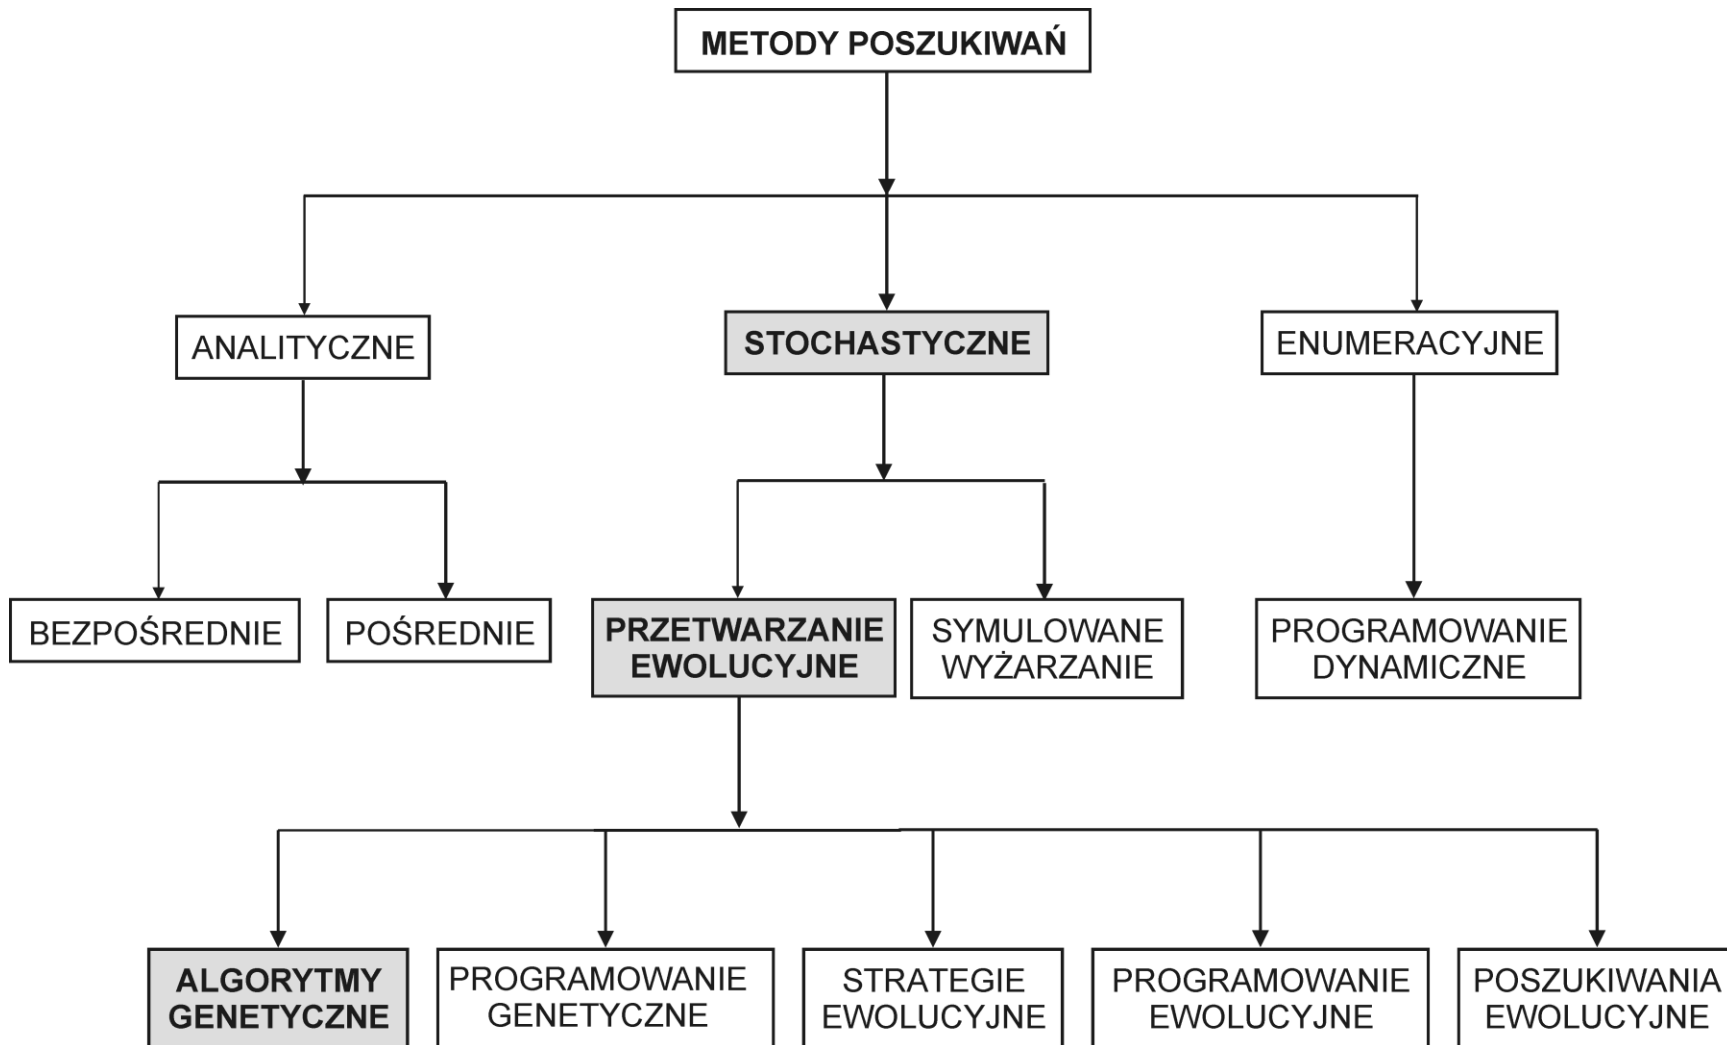 METODY POSZUKIWAŃ
ANALITYCZNE
STOCHASTYCZNE
ENUMERACYJNE
BEZPOŚREDNIE
POŚREDNIE
PRZETWARZANIE
EWOLUCYJNE
SYMULOWANE
WYŻARZANIE
PROGRAMOWANIE
DYNAMICZNE
ALGORYTMY
GENETYCZNE
PROGRAMOWANIE
GENETYCZNE
STRATEGIE
EWOLUCYJNE
PROGRAMOWANIE
EWOLUCYJNE
POSZUKIWANIA
EWOLUCYJNE